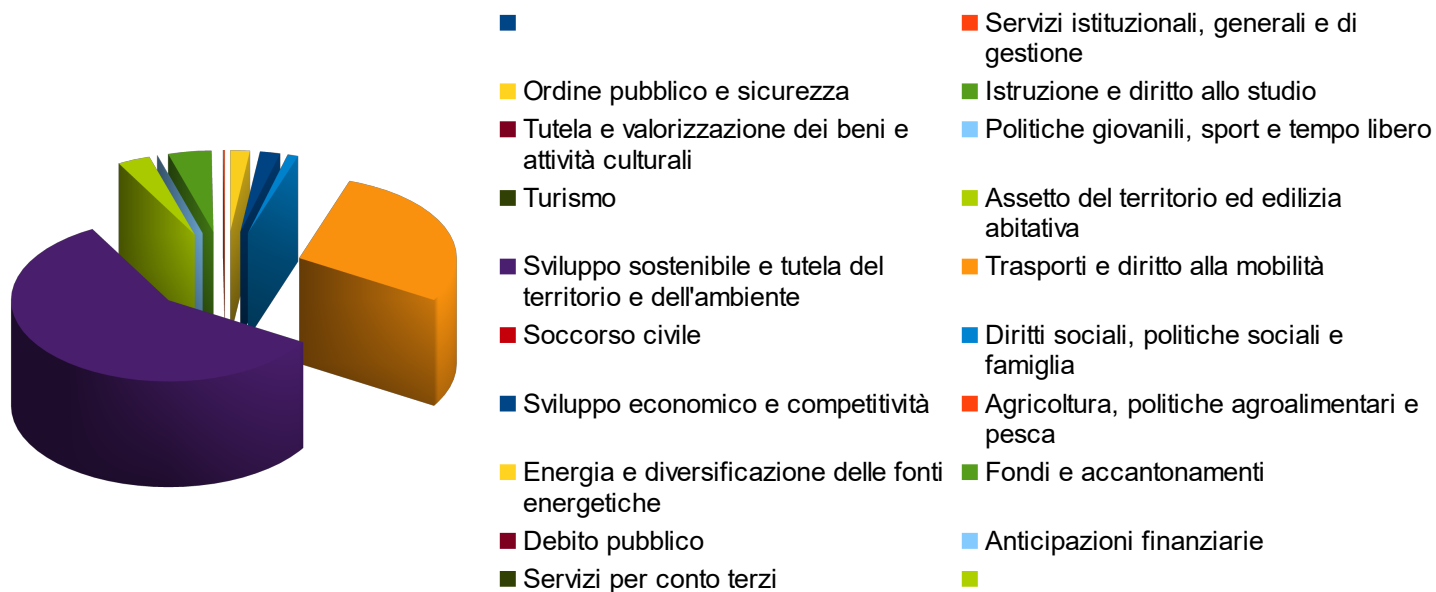 Servizi istituzionali, generali e di
gestione
Ordine pubblico e sicurezza
Istruzione e diritto allo studio
Tutela e valorizzazione dei beni e
attività culturali
Politiche giovanili, sport e tempo libero
Turismo
Assetto del territorio ed edilizia
abitativa
Sviluppo sostenibile e tutela del
territorio e dell'ambiente
Trasporti e diritto alla mobilità
Soccorso civile
Diritti sociali, politiche sociali e
famiglia
Sviluppo economico e competitività
Agricoltura, politiche agroalimentari e
pesca
Energia e diversificazione delle fonti
energetiche
Fondi e accantonamenti
Debito pubblico
Anticipazioni finanziarie
Servizi per conto terzi